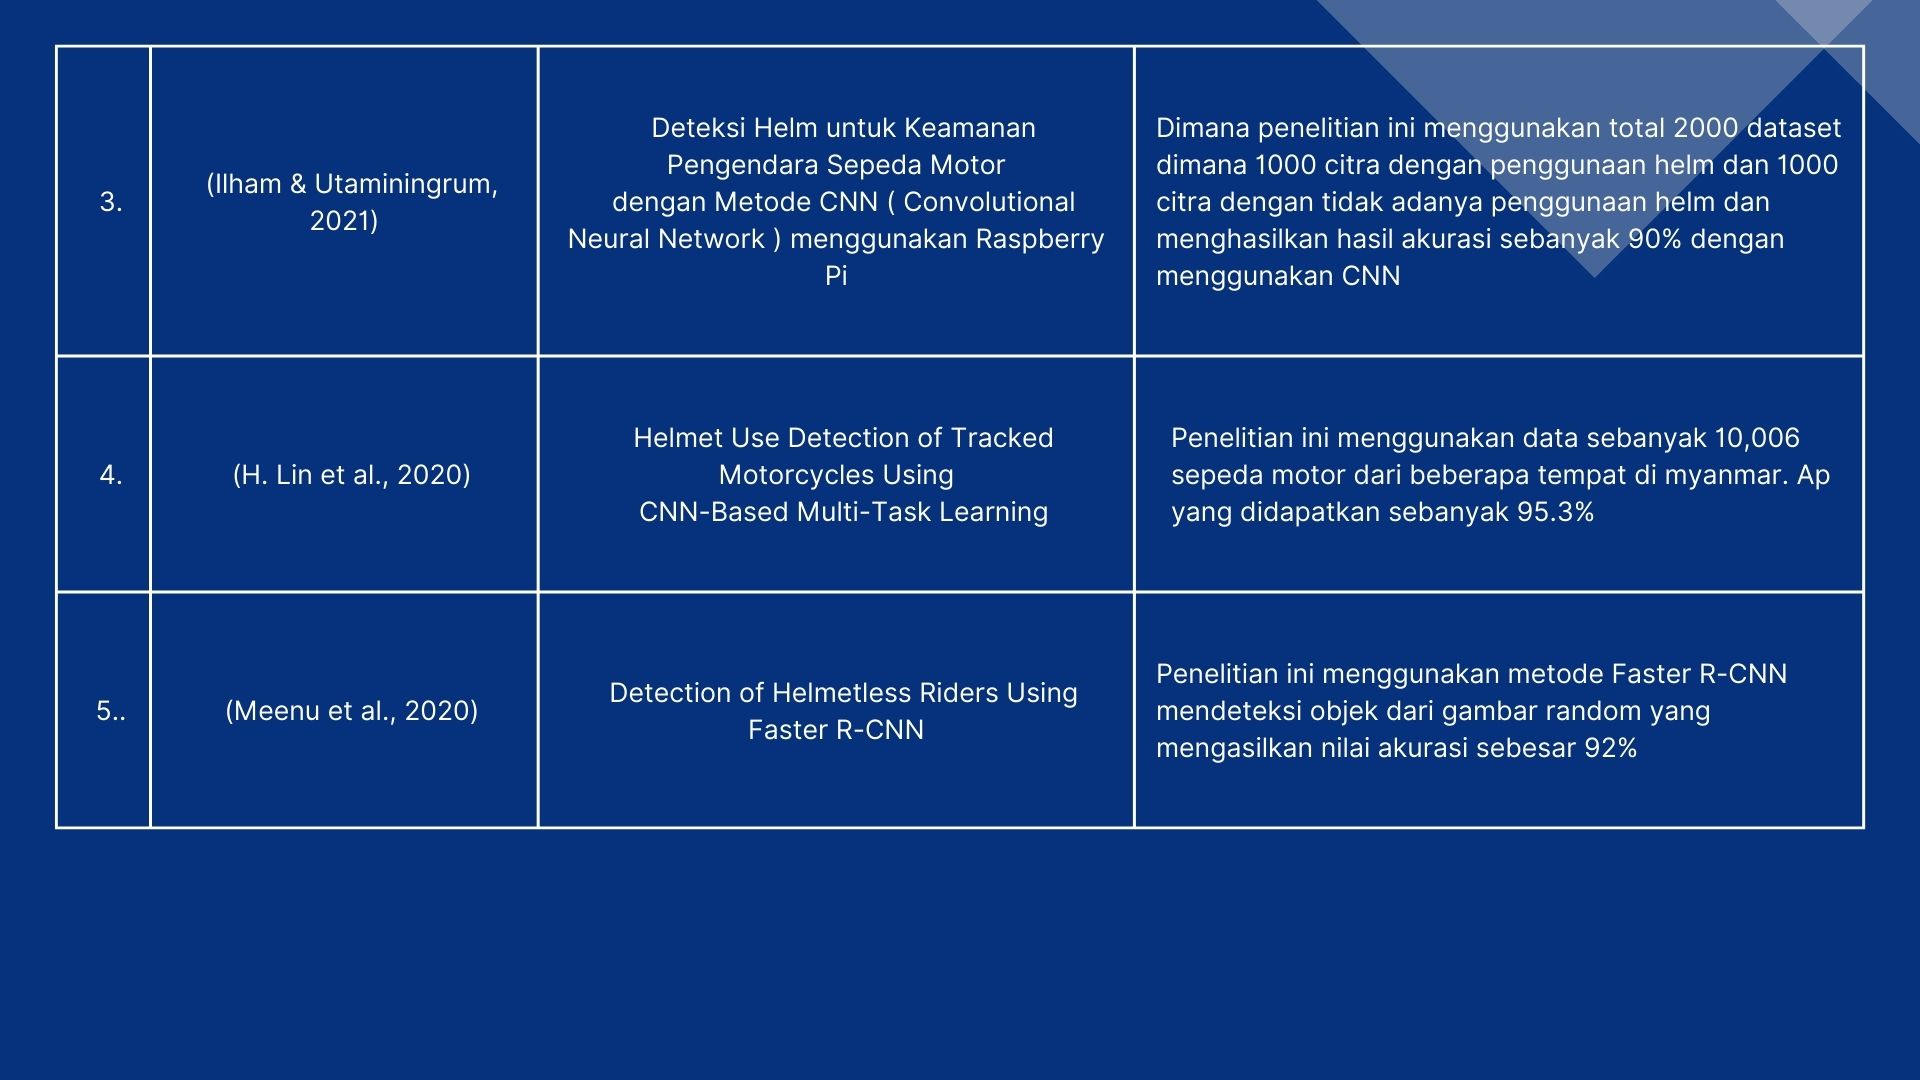 3.
(Ilham & Utaminingrum,
2021)
Deteksi Helm untuk Keamanan
Pengendara Sepeda Motor
dengan Metode CNN ( Convolutional
Neural Network ) menggunakan Raspberry
Pi
Dimana penelitian ini menggunakan total 2000 dataset
dimana 1000 citra dengan penggunaan helm dan 1000
citra dengan tidak adanya penggunaan helm dan
menghasilkan hasil akurasi sebanyak 90% dengan
menggunakan CNN
4.
(H. Lin et al., 2020)
Helmet Use Detection of Tracked
Motorcycles Using
CNN-Based Multi-Task Learning
Penelitian ini menggunakan data sebanyak 10,006
sepeda motor dari beberapa tempat di myanmar. Ap
yang didapatkan sebanyak 95.3%
5..
(Meenu et al., 2020)
Detection of Helmetless Riders Using
Faster R-CNN
Penelitian ini menggunakan metode Faster R-CNN
mendeteksi objek dari gambar random yang
mengasilkan nilai akurasi sebesar 92%